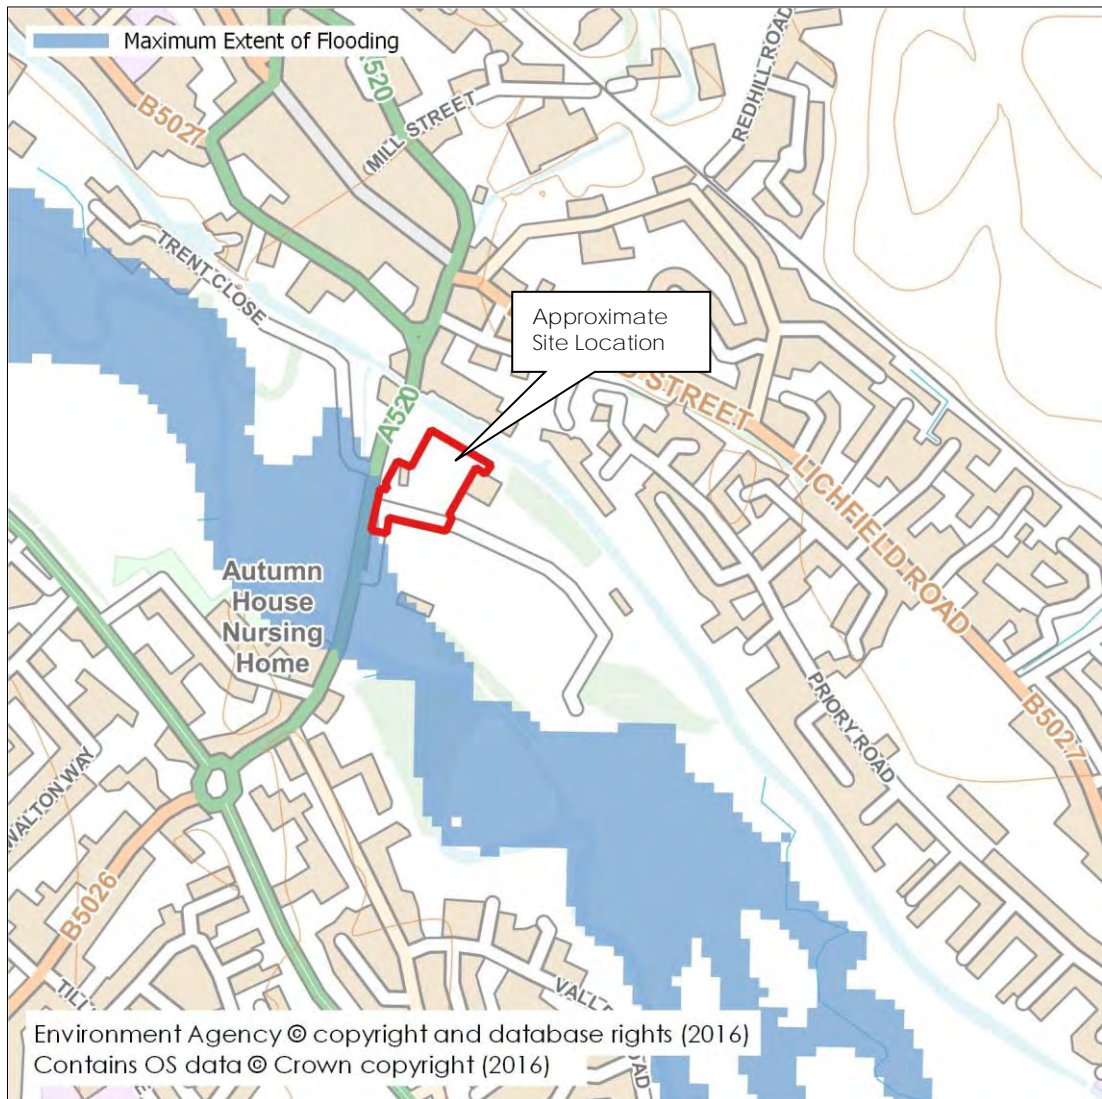 Maximum Extent of Flooding
A520
REDHILL ROAD
B5027
MILL STREET
TRENT CLOSE
Approximate
Site Location
STREET
A520
LICHFIELD ROAD
Autumn
House
Nursing
Home
PRIORY ROAD
B5027
WALTON WAY
B5026
Environment Agency © copyright and database rights (2016)
Contains OS data © Crown copyright (2016)